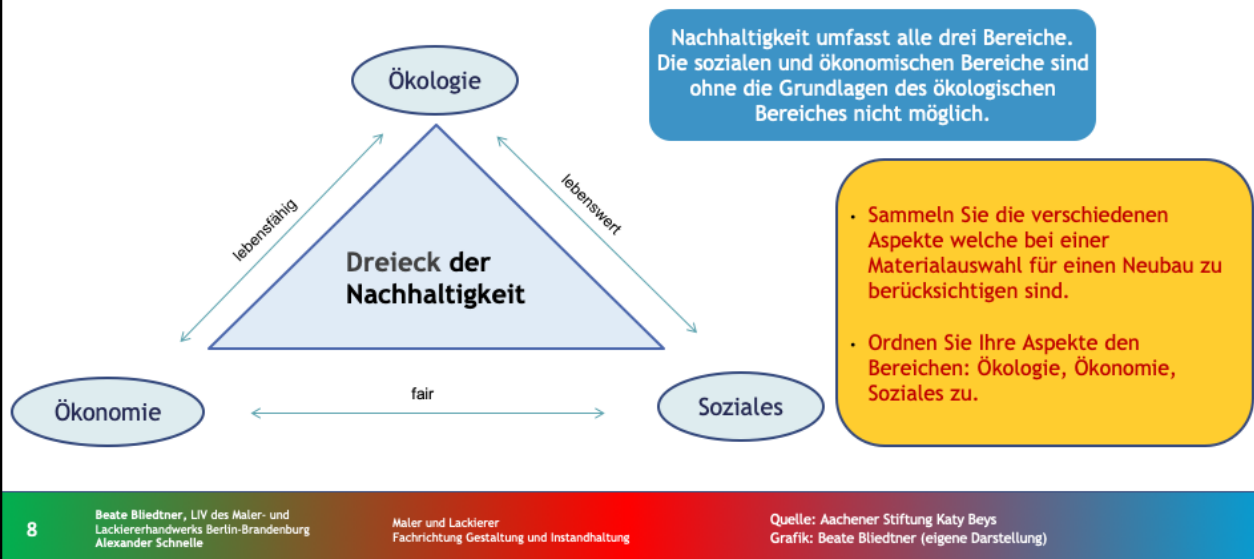 Nachhaltigkeit umfasst alle drei Bereiche.
Die sozialen und ökonomischen Bereiche sind
ohne die Grundlagen des ökologischen
Bereiches nicht möglich.
Ökologie
lebensfähig
lebenswert
Dreieck der
Nachhaltigkeit
Ökonomie
fair
Soziales
· Sammeln Sie die verschiedenen
Aspekte welche bei einer
Materialauswahl für einen Neubau zu
berücksichtigen sind.
· Ordnen Sie Ihre Aspekte den
Bereichen: Ökologie, Ökonomie,
Soziales zu.
8
Beate Bliedtner, LIV des Maler- und
Lackiererhandwerks Berlin-Brandenburg
Alexander Schnelle
Maler und Lackierer
Fachrichtung Gestaltung und Instandhaltung
Quelle: Aachener Stiftung Katy Beys
Grafik: Beate Bliedtner (eigene Darstellung)